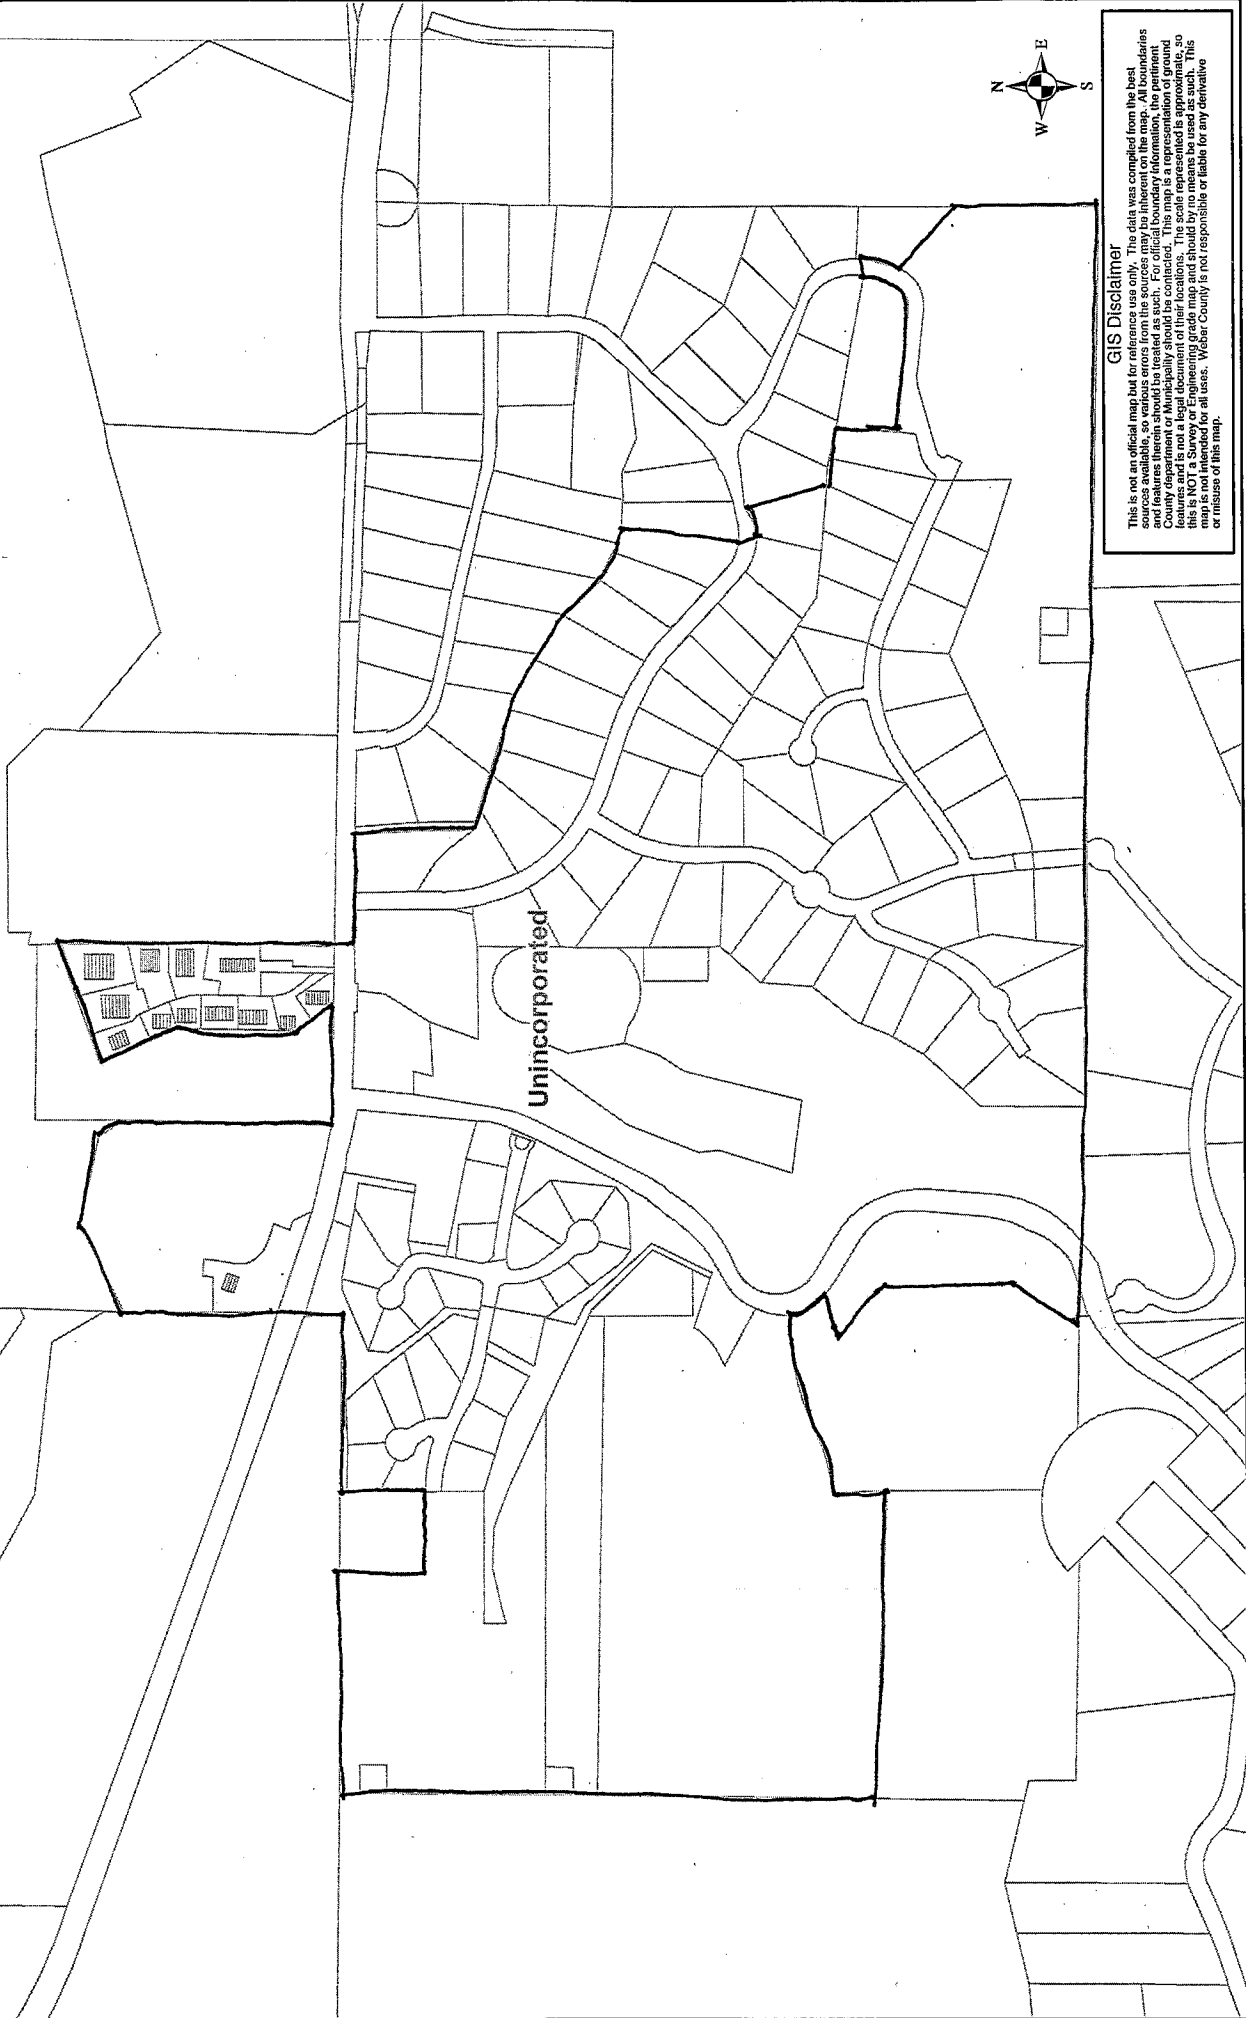 N
W
E
S
Unincorporated
GIS Disclaimer
This is not an official map but for reference use only. The data was compiled from the best
sources available, so various errors from the sources may be inherent on the map. All boundaries
and features therein should be treated as such. For official boundary information, the pertinent
County department or Municipality should be contacted. This map is a representation of ground
features and is not a legal document of their locations. The scale represented is approximate, so
this is NOT a Survey or Engineering grade map and should by no means be used as such. This
map is not intended for all uses. Weber County is not responsible or liable for any derivative
or misuse of this map.